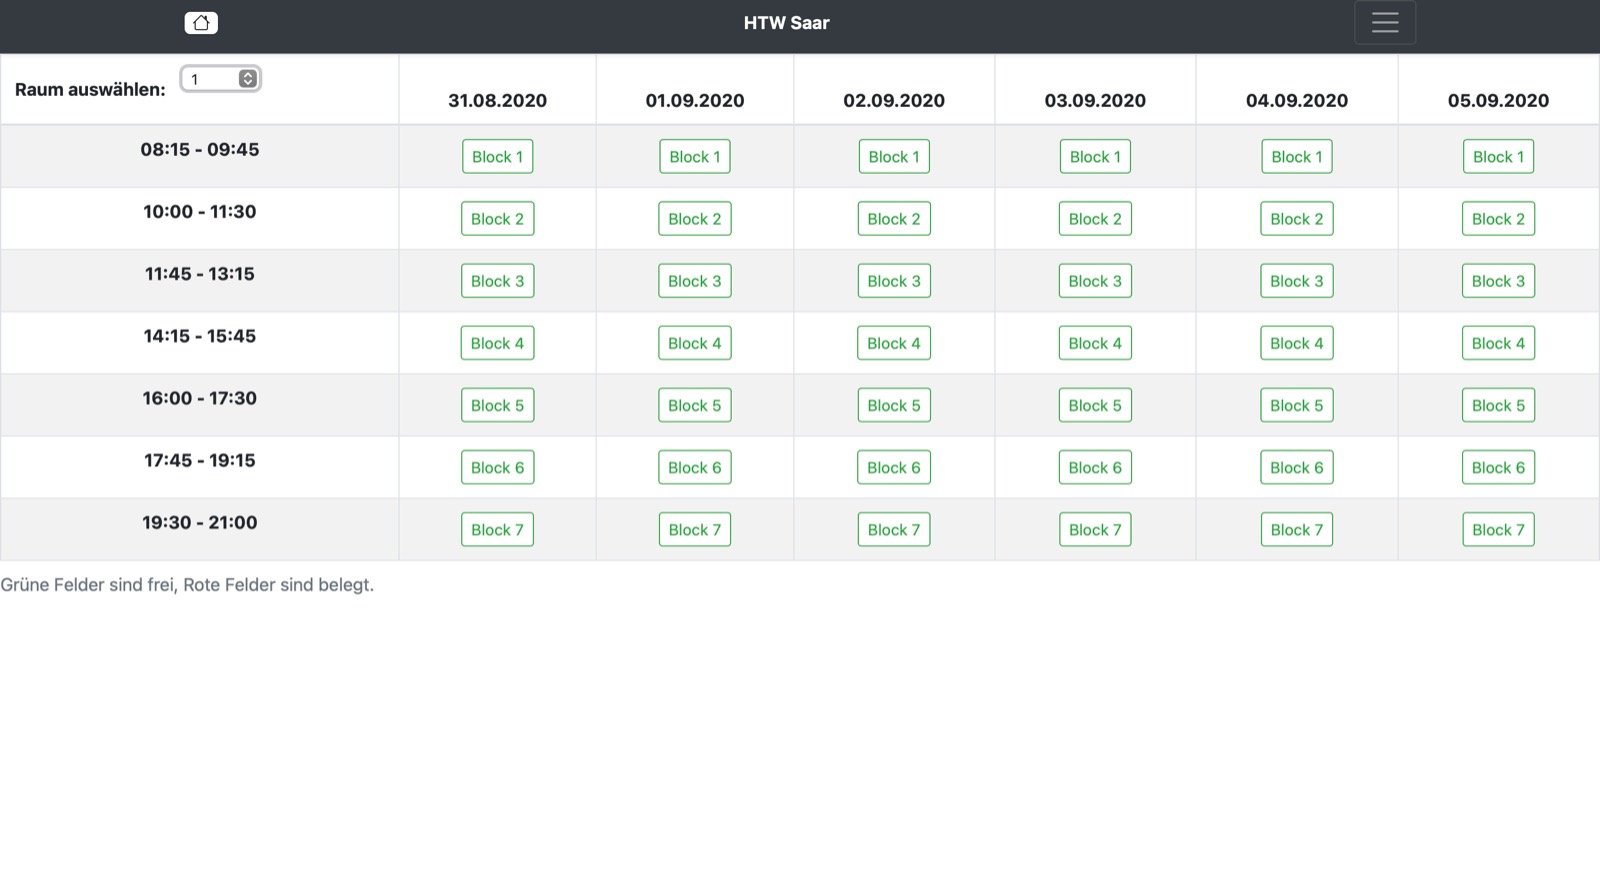 HTW Saar
Raum auswählen: 1 31.08.2020 01.09.2020 02.09.2020 03.09.2020 04.09.2020 05.09.2020
08:15 - 09:45 Block 1 Block 1 Block 1 Block 1 Block 1 Block 1
10:00 - 11:30 Block 2 Block 2 Block 2 Block 2 Block 2 Block 2
11:45 - 13:15 Block 3 Block 3 Block 3 Block 3 Block 3 Block 3
14:15 - 15:45 Block 4 Block 4 Block 4 Block 4 Block 4 Block 4
16:00 - 17:30 Block 5 Block 5 Block 5 Block 5 Block 5 Block 5
17:45 - 19:15 Block 6 Block 6 Block 6 Block 6 Block 6 Block 6
19:30 - 21:00 Block 7 Block 7 Block 7 Block 7 Block 7 Block 7
Grüne Felder sind frei, Rote Felder sind belegt.